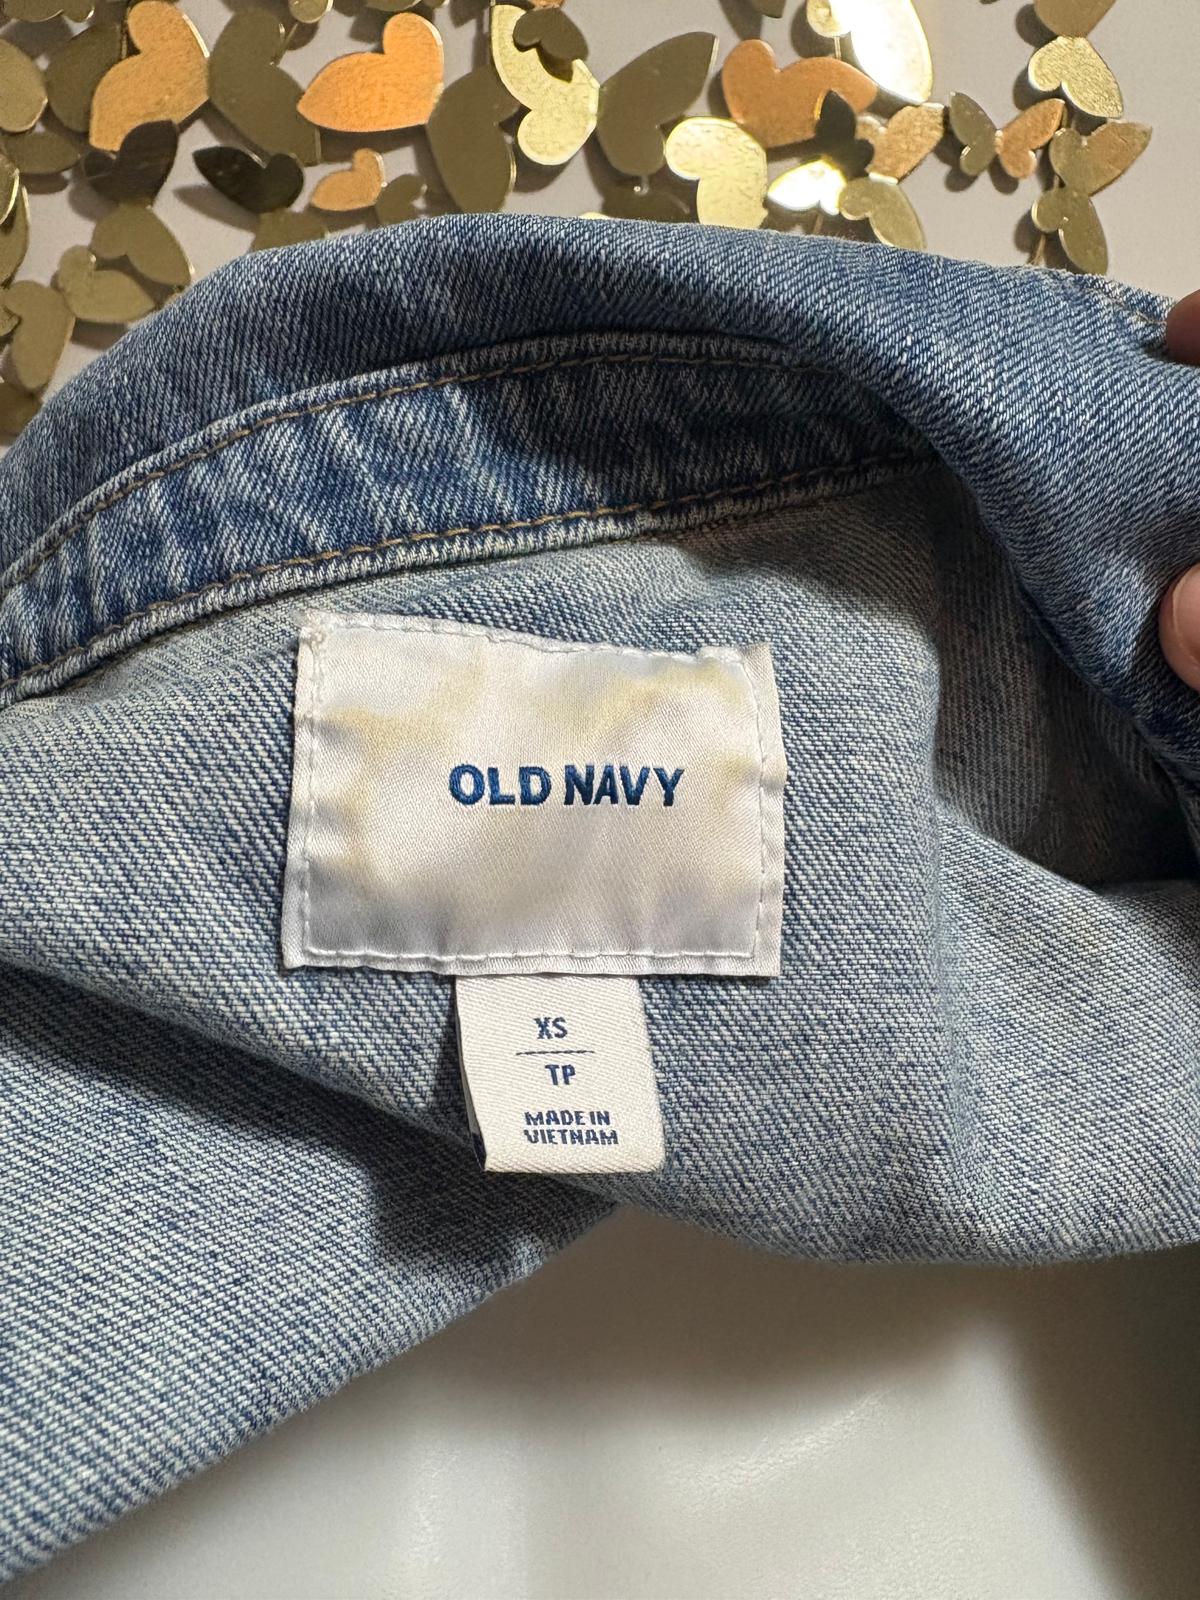 OLD NAVY
XS
TP
MADE IN
VIETNAM